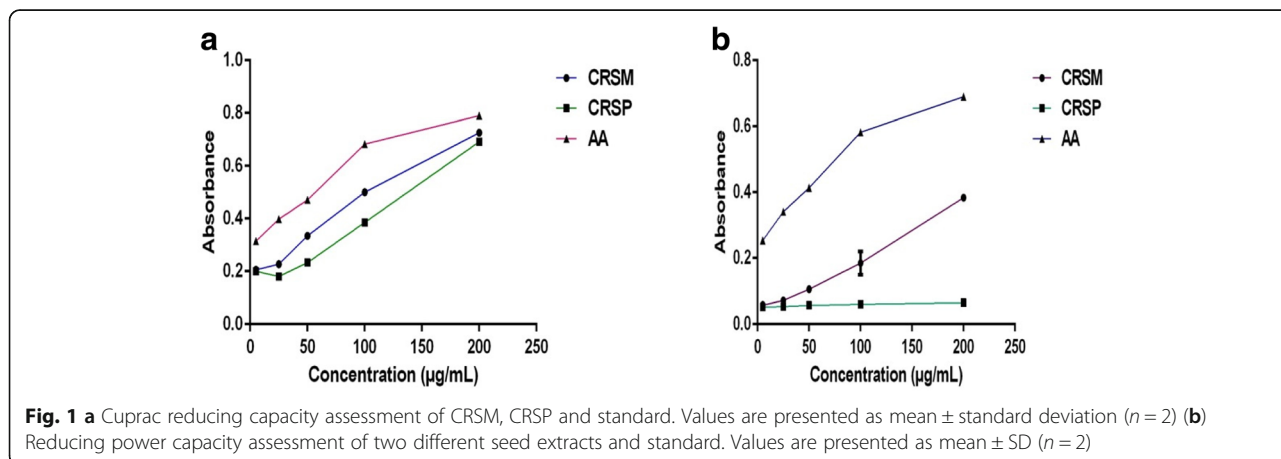 a
1.0
0.8
0.6
0.4
0.2
0.0
Absorbance
0 50 100 150 200 250
Concentration (µg/mL)
CRSM
CRSP
AA
b
0.8
0.6
0.4
0.2
0.0
Absorbance
0 50 100 150 200 250
Concentration (µg/mL)
CRSM
CRSP
AA
Fig. 1 a Cuprac reducing capacity assessment of CRSM, CRSP and standard. Values are presented as mean ± standard deviation (n = 2) (b)
Reducing power capacity assessment of two different seed extracts and standard. Values are presented as mean ± SD (n = 2)